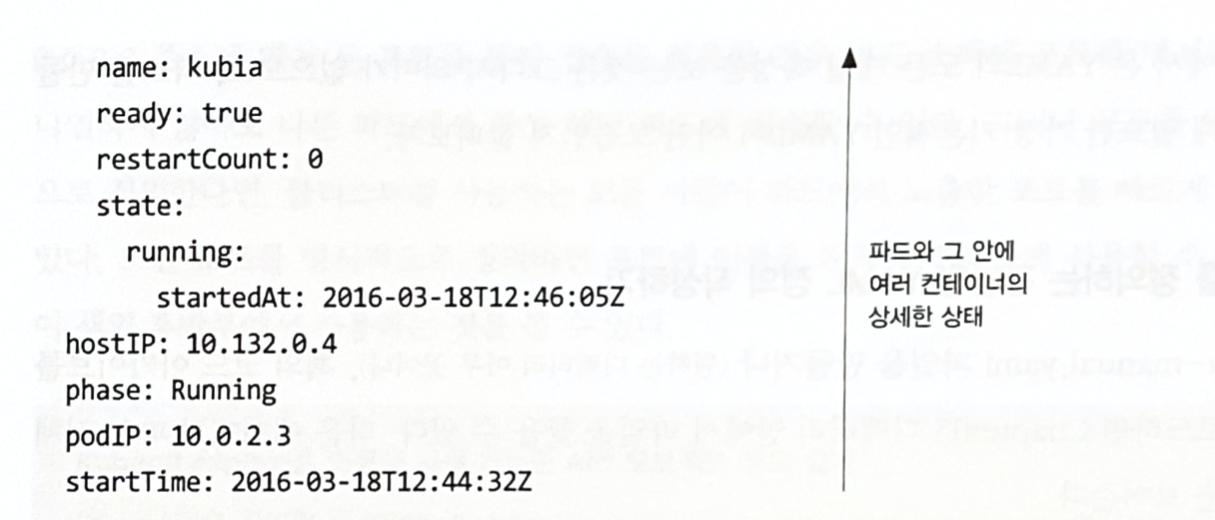 name: kubia
ready: true
restartCount: 0
state:
running:
startedAt: 2016-03-18T12:46:05Z
hostIP: 10.132.0.4
phase: Running
podIP: 10.0.2.3
startTime: 2016-03-18T12:44:32Z
파드와 그 안에
여러 컨테이너의
상세한 상태